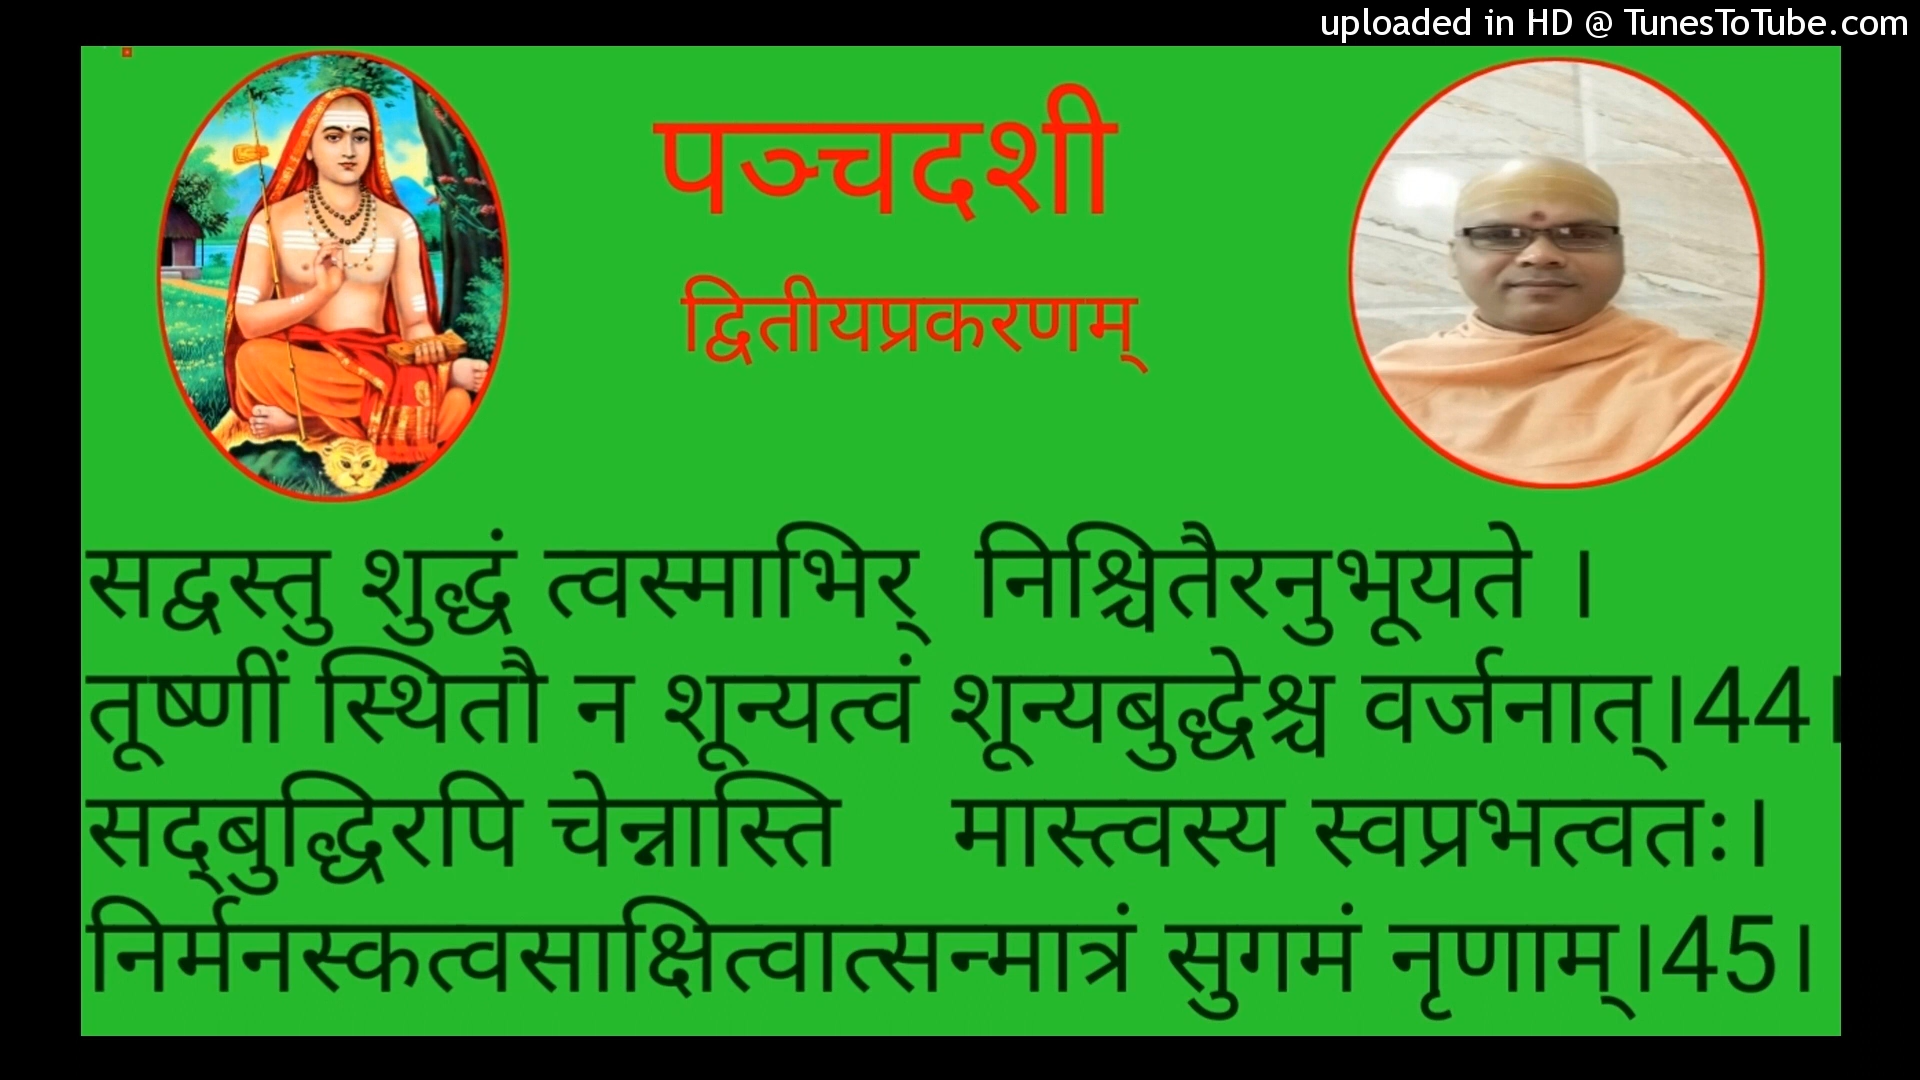 uploaded in HD @ TunesToTube.com
पञ्चदशी
द्वितीयप्रकरणम्
सद्वस्तु शुद्धं त्वस्माभिर् निश्चितैरनुभूयते ।
तूष्णीं स्थितौ न शून्यत्वं शून्यबुद्धेश्च वर्जनात्।44।
सद्‌बुद्धिरपि चेन्नास्ति मास्त्वस्य स्वप्रभत्वतः।
निर्मनस्कत्वसाक्षित्वात्सन्मात्रं सुगमं नृणाम्।45।